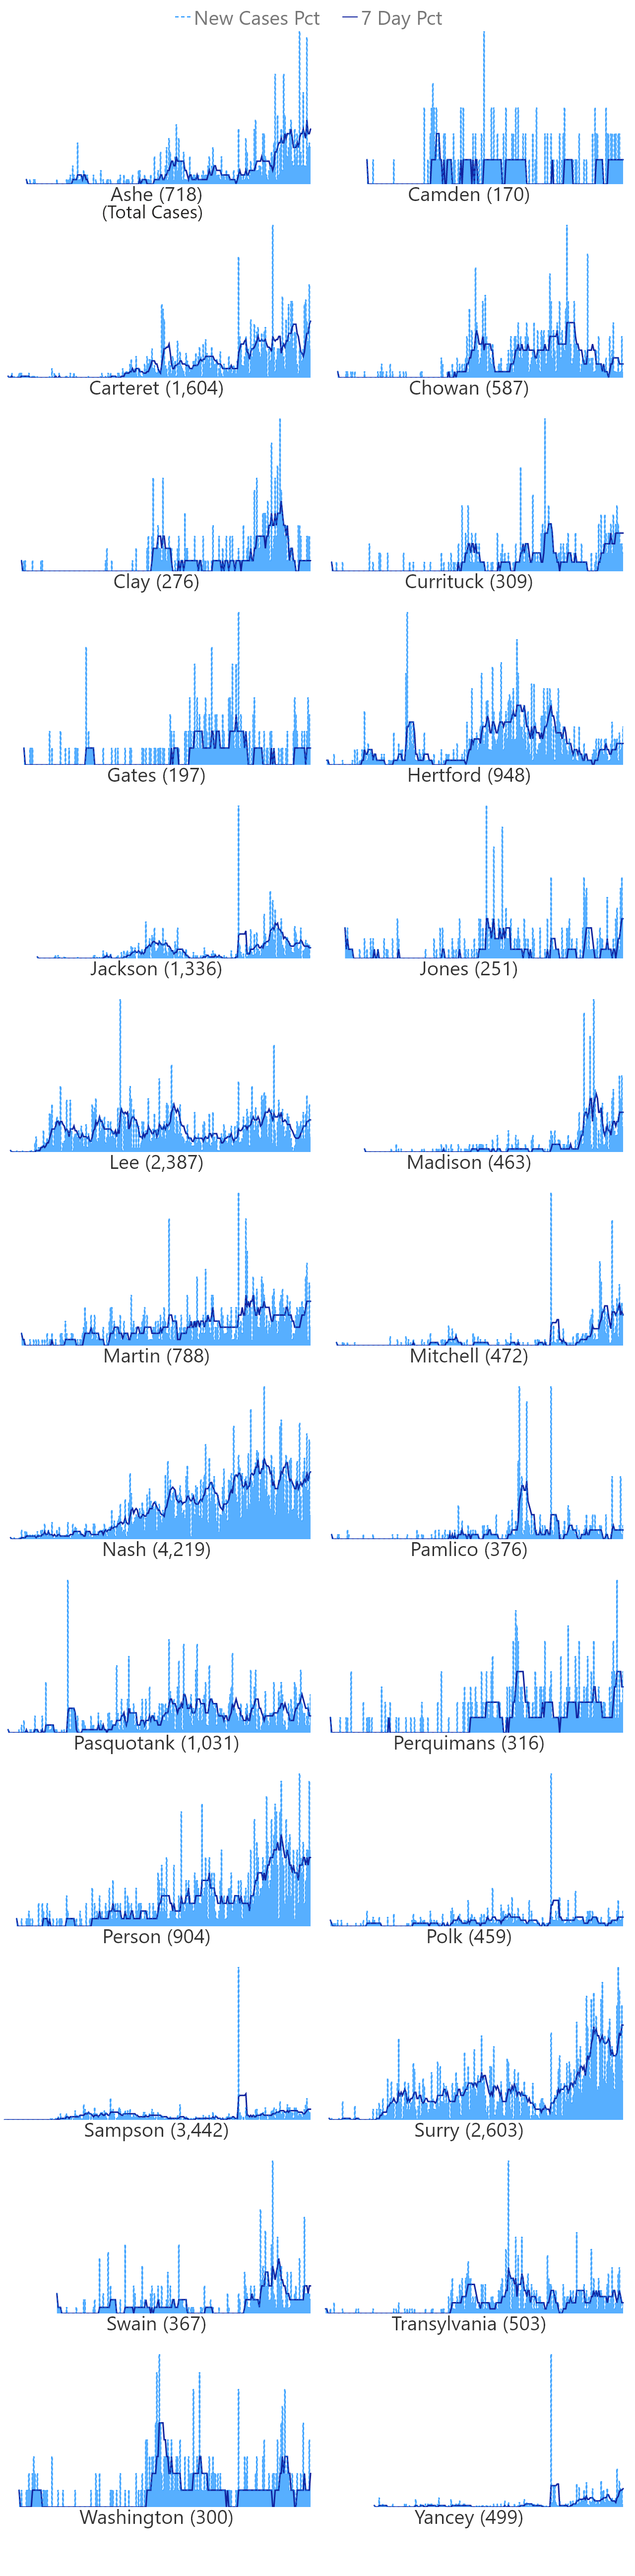 New Cases Pct 7 Day Pct
Ashe (718) Camden (170)
(Total Cases)
Carteret (1,604) Chowan (587)
Clay (276) Currituck (309)
Gates (197) Hertford (948)
Jackson (1,336) Jones (251)
Lee (2,387) Madison (463)
Martin (788) Mitchell (472)
Nash (4,219) Pamlico (376)
Pasquotank (1,031) Perquimans (316)
Person (904) Polk (459)
Sampson (3,442) Surry (2,603)
Swain (367) Transylvania (503)
Washington (300) Yancey (499)